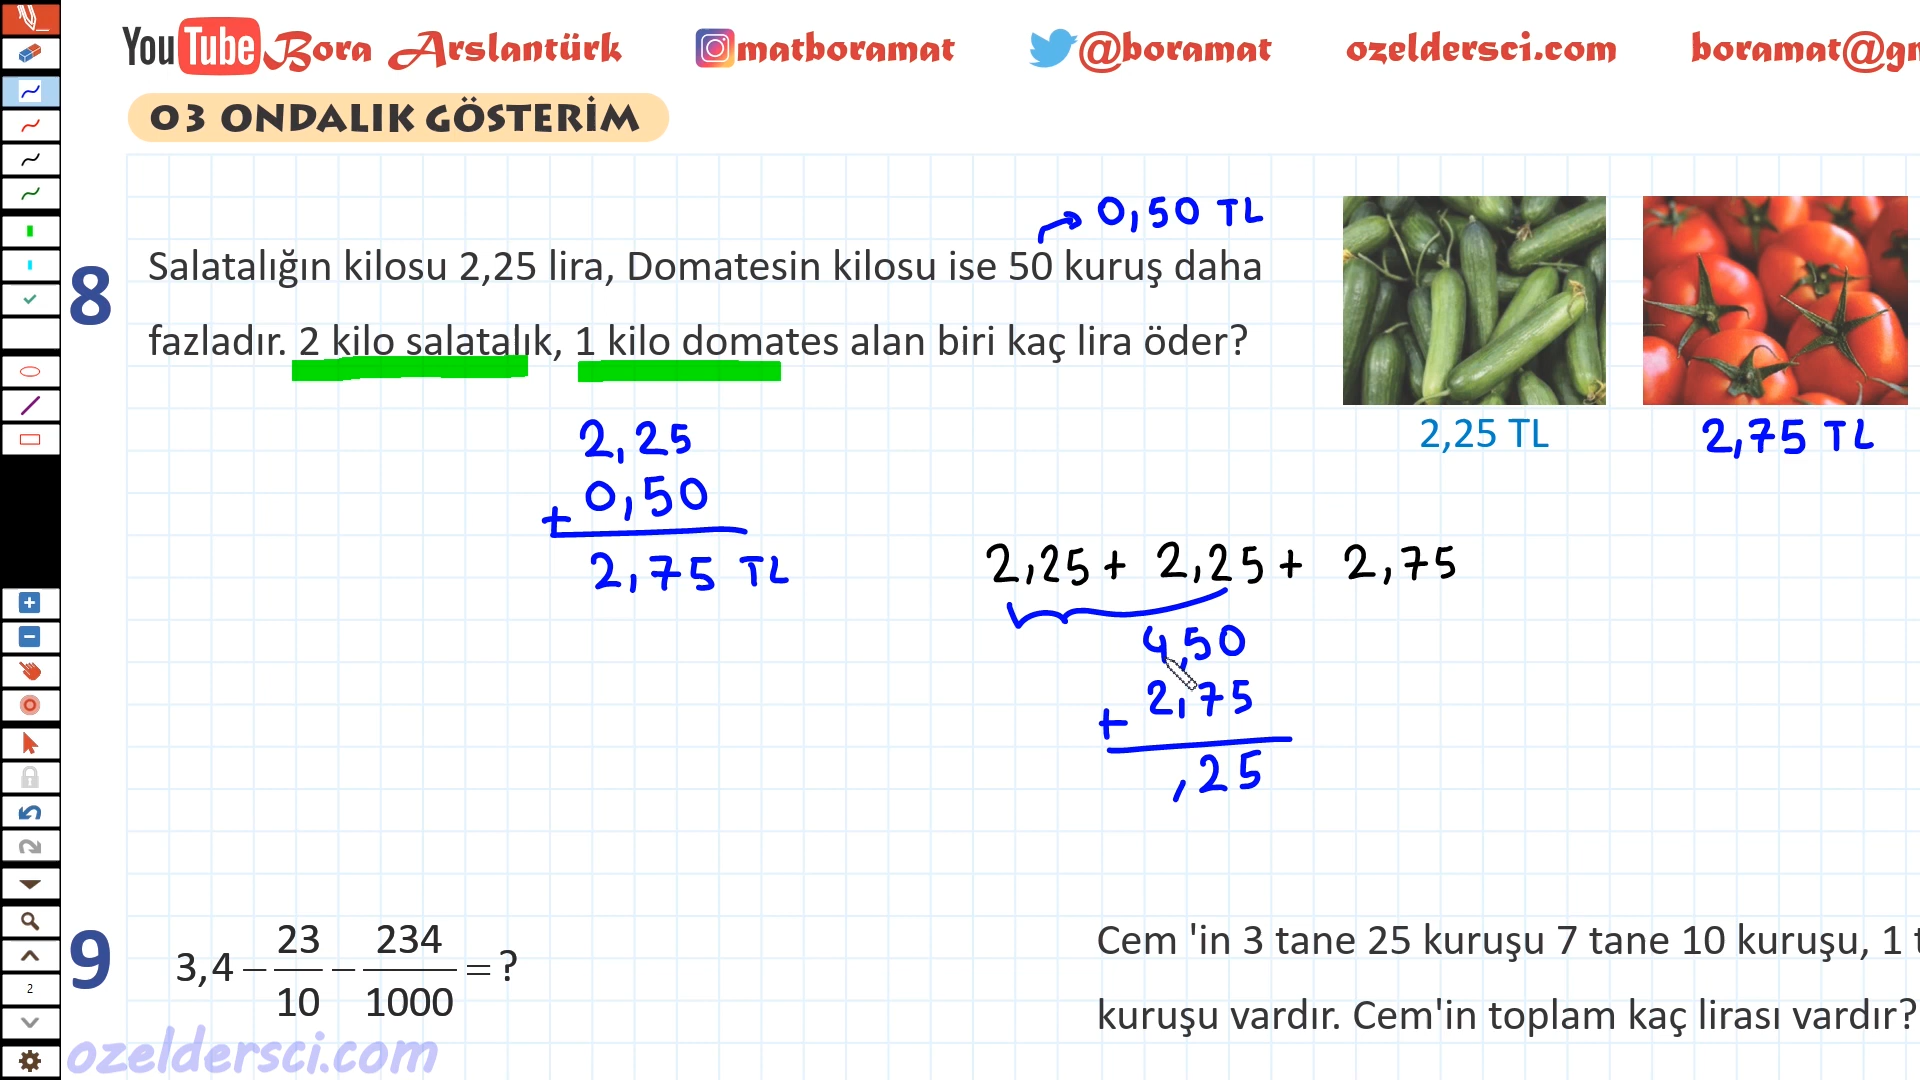 YouTube Bora Arslantürk matboramat @boramat ozeldersci.com boramat@gm
03 ONDALIK GÖSTERİM
0,50 TL
8 Salatalığın kilosu 2,25 lira, Domatesin kilosu ise 50 kuruş daha
fazladır. 2 kilo salatalık, 1 kilo domates alan biri kaç lira öder?
2,25 TL 2,75 TL
2,25
+ 0,50
2,75 TL
2,25 + 2,25 + 2,75
4,50
+ 2,75
,25
9 3,4 − 23/10 − 234/1000 = ?
Cem 'in 3 tane 25 kuruşu 7 tane 10 kuruşu, 1 t
kuruşu vardır. Cem'in toplam kaç lirası vardır?
2
ozeldersci.com